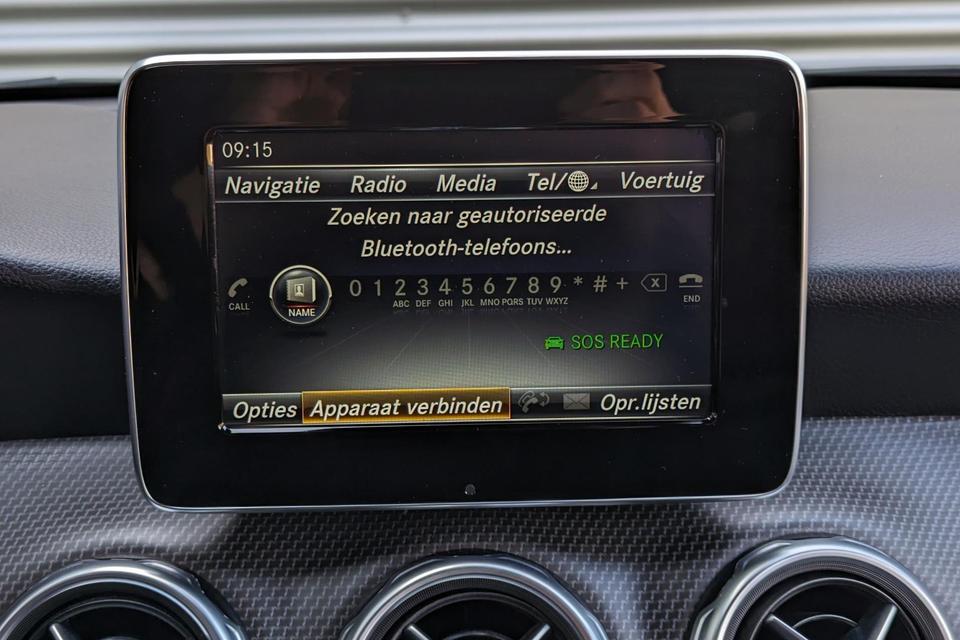 09:15
Navigatie Radio Media Tel/ Voertuig
Zoeken naar geautoriseerde
Bluetooth-telefoons...
0 1 2 3 4 5 6 7 8 9 * # +
CALL NAME ABC DEF GHI JKL MNO PQRS TUV WXYZ END
SOS READY
Opties Apparaat verbinden Opr.lijsten